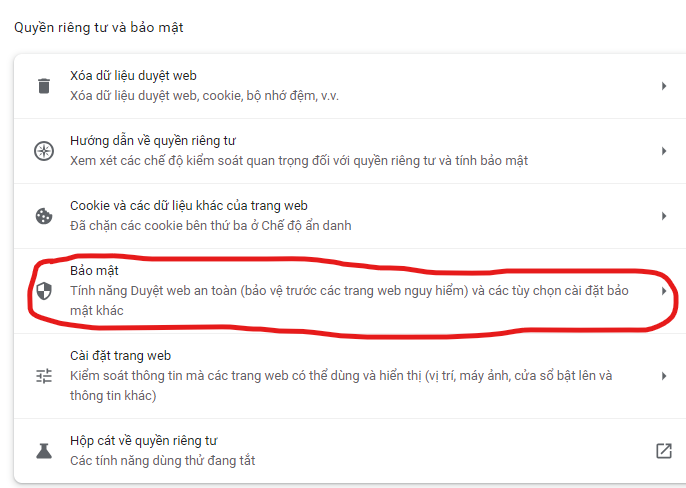 Quyền riêng tư và bảo mật
Xóa dữ liệu duyệt web
Xóa dữ liệu duyệt web, cookie, bộ nhớ đệm, v.v.
Hướng dẫn về quyền riêng tư
Xem xét các chế độ kiểm soát quan trọng đối với quyền riêng tư và tính bảo mật
Cookie và các dữ liệu khác của trang web
Đã chặn các cookie bên thứ ba ở Chế độ ẩn danh
Bảo mật
Tính năng Duyệt web an toàn (bảo vệ trước các trang web nguy hiểm) và các tùy chọn cài đặt bảo
mật khác
Cài đặt trang web
Kiểm soát thông tin mà các trang web có thể dùng và hiển thị (vị trí, máy ảnh, cửa sổ bật lên và
thông tin khác)
Hộp cát về quyền riêng tư
Các tính năng dùng thử đang tắt